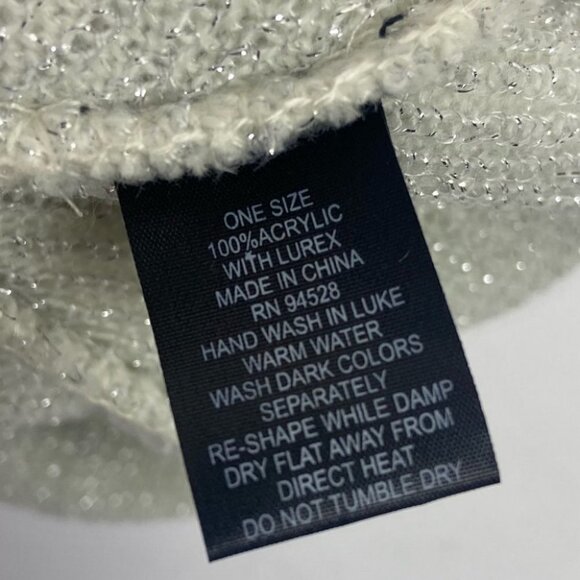 ONE SIZE
100%ACRYLIC
WITH LUREX
MADE IN CHINA
RN 94528
HAND WASH IN LUKE
WARM WATER
WASH DARK COLORS
SEPARATELY
RE-SHAPE WHILE DAMP
DRY FLAT AWAY FROM
DIRECT HEAT
DO NOT TUMBLE DRY